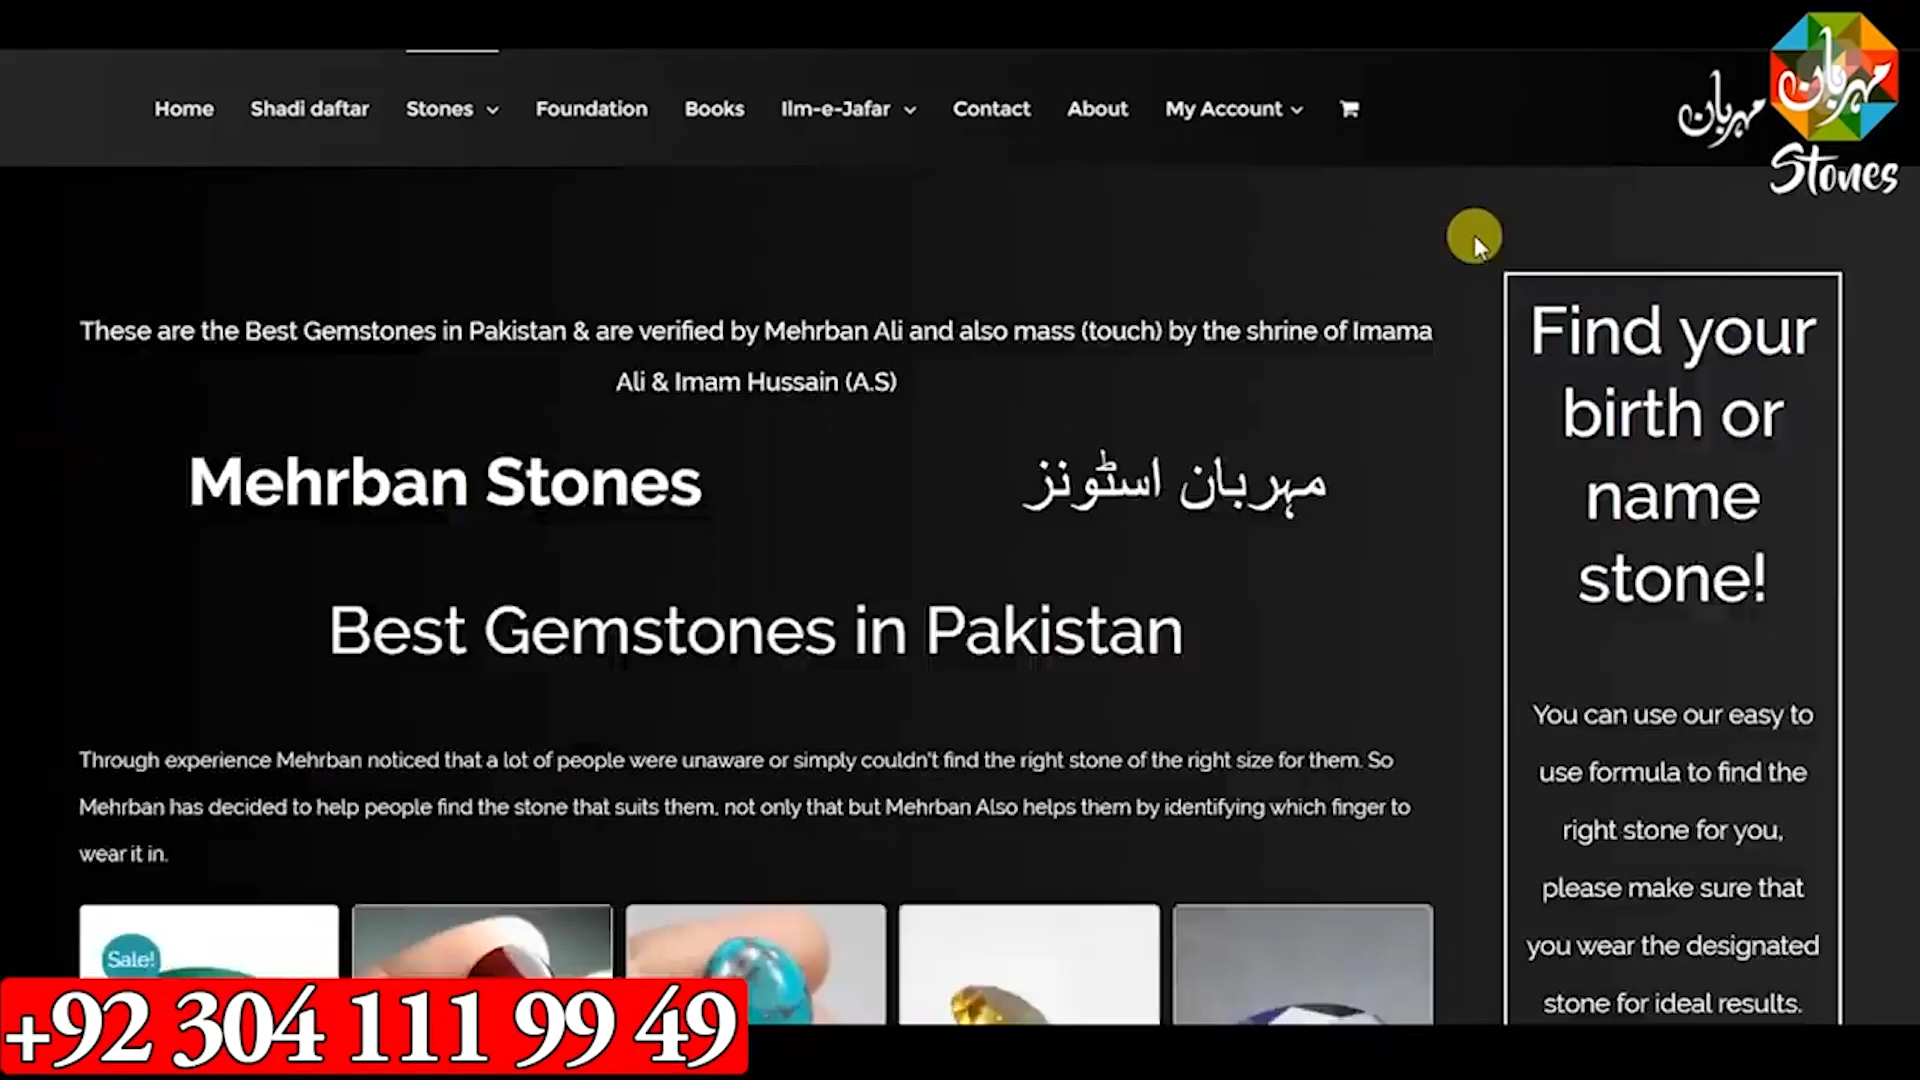 Home
Shadi daftar
Stones
Foundation
Books
Ilm-e-Jafar
Contact
About
My Account
مہربان
مہربان
Stones
These are the Best Gemstones in Pakistan & are verified by Mehrban Ali and also mass (touch) by the shrine of Imama
Ali & Imam Hussain (A.S)
Mehrban Stones
مہربان اسٹونز
Best Gemstones in Pakistan
Through experience Mehrban noticed that a lot of people were unaware or simply couldn't find the right stone of the right size for them. So
Mehrban has decided to help people find the stone that suits them, not only that but Mehrban Also helps them by identifying which finger to
wear it in.
Find your
birth or
name
stone!
You can use our easy to
use formula to find the
right stone for you,
please make sure that
you wear the designated
stone for ideal results.
Sale!
+92 304 111 99 49